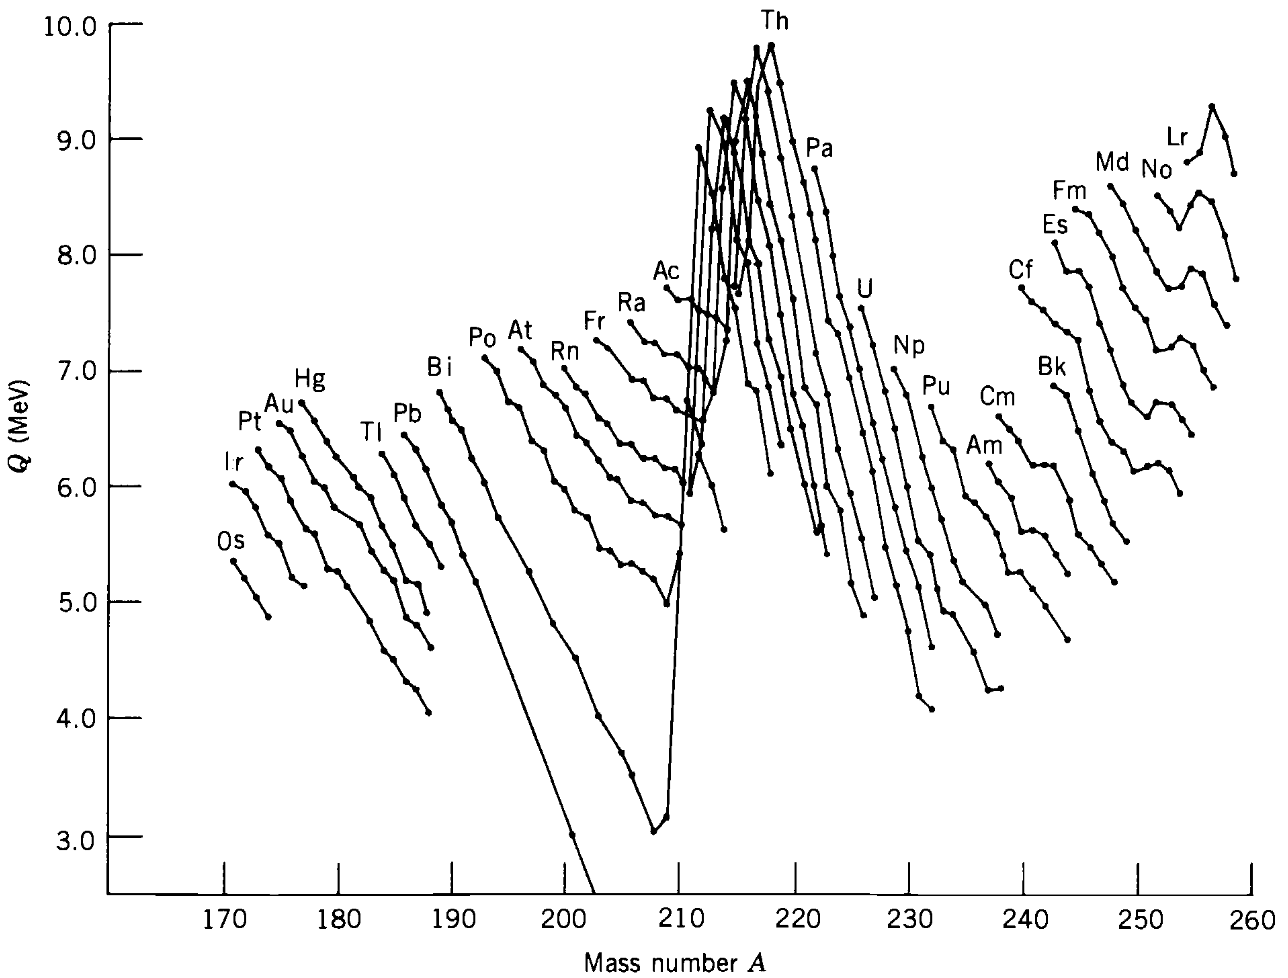 10.0
9.0
8.0
7.0
6.0
5.0
4.0
3.0
Q (MeV)
170
180
190
200
210
220
230
240
250
260
Mass number A
Os
Ir
Pt
Au
Hg
Tl
Pb
Bi
Po
At
Rn
Fr
Ra
Ac
Th
Pa
U
Np
Pu
Am
Cm
Bk
Cf
Es
Fm
Md
No
Lr